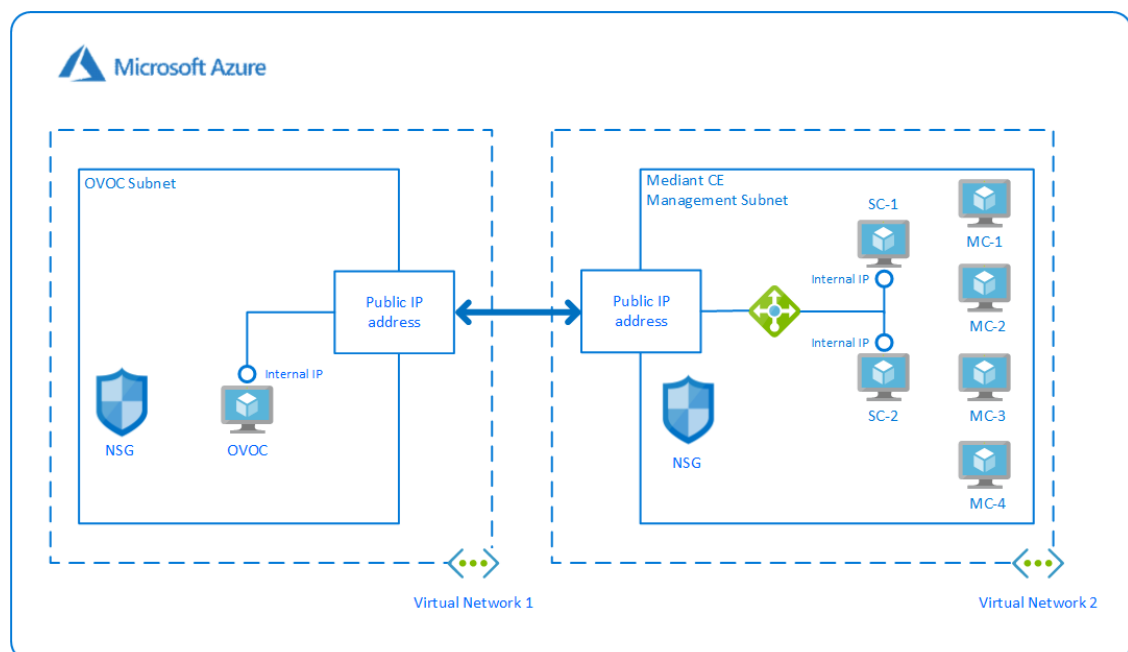 Microsoft Azure
OVOC Subnet
Public IP
address
Internal IP
NSG
OVOC
Virtual Network 1
Mediant CE
Management Subnet
SC-1
MC-1
Internal IP
Public IP
address
MC-2
Internal IP
SC-2
MC-3
NSG
MC-4
Virtual Network 2